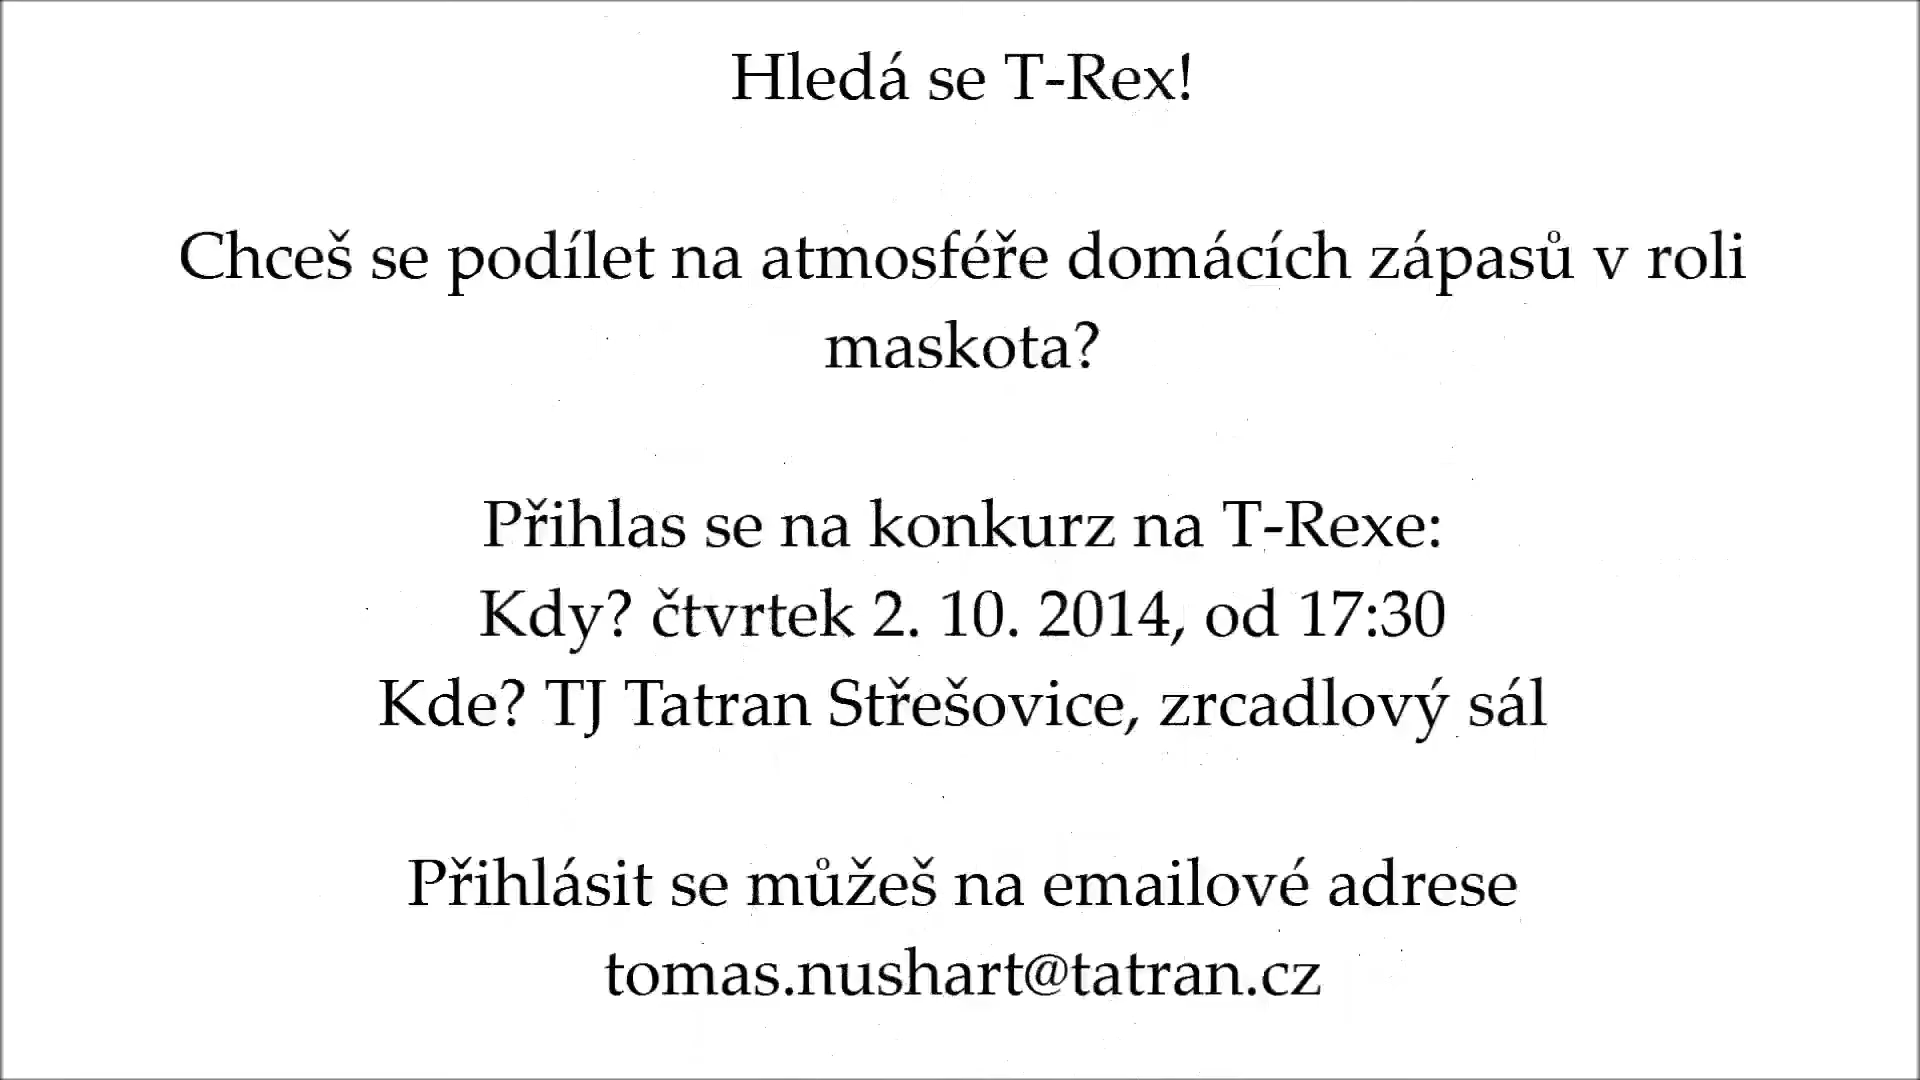 Hledá se T-Rex!
Chceš se podílet na atmosféře domácích zápasů v roli
maskota?
Přihlas se na konkurz na T-Rexe:
Kdy? čtvrtek 2. 10. 2014, od 17:30
Kde? TJ Tatran Střešovice, zrcadlový sál
Přihlásit se můžeš na emailové adrese
tomas.nushart@tatran.cz